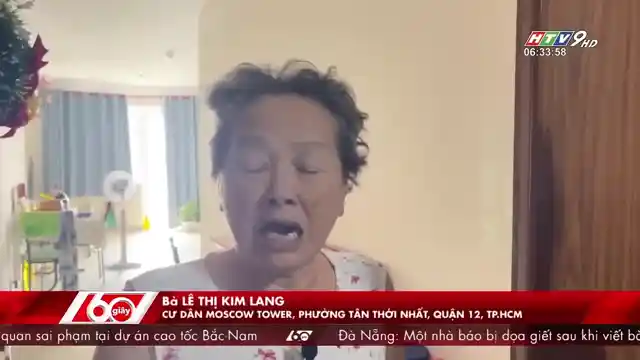 HTV9HD
06:33:58
60 giây
Bà LÊ THỊ KIM LANG
CƯ DÂN MOSCOW TOWER, PHƯỜNG TÂN THỚI NHẤT, QUẬN 12, TP.HCM
quan sai phạm tại dự án cao tốc Bắc-Nam Đà Nẵng: Một nhà báo bị dọa giết sau khi viết bà